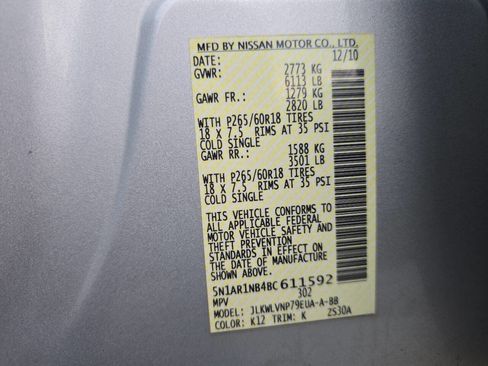 MFD BY NISSAN MOTOR CO., LTD.
DATE: 12/10
GVWR: 2773 KG
6113 LB
GAWR FR.: 1279 KG
2820 LB
WITH P265/60R18 TIRES
18 X 7.5 RIMS AT 35 PSI
COLD SINGLE
GAWR RR.: 1588 KG
3501 LB
WITH P265/60R18 TIRES
18 X 7.5 RIMS AT 35 PSI
COLD SINGLE
THIS VEHICLE CONFORMS TO
ALL APPLICABLE FEDERAL
MOTOR VEHICLE SAFETY AND
THEFT PREVENTION
STANDARDS IN EFFECT ON
THE DATE OF MANUFACTURE
SHOWN ABOVE.
5N1AR1NB4BC611592
MPV 302
MODEL: JLKWLVNP79EUA-A-BB
COLOR: K12 TRIM: K 2S30A